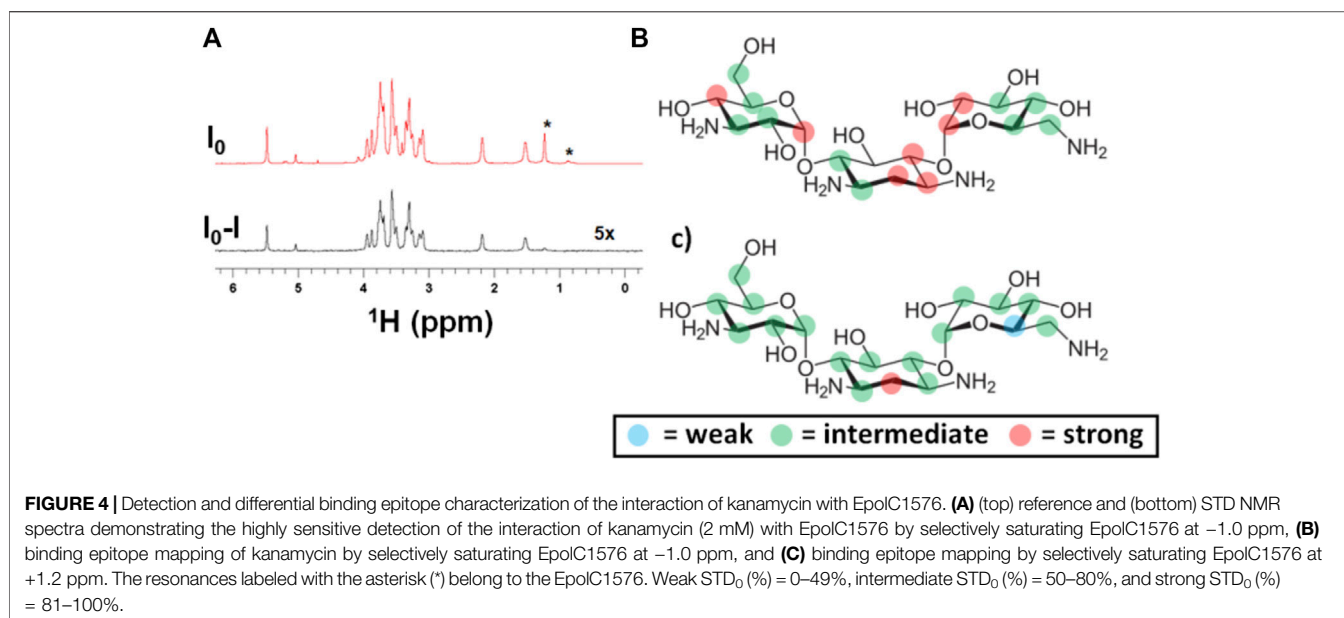 A
I₀
*
*
I₀-I
5x
6 5 4 3 2 1 0
¹H (ppm)
B
OH
HO
O
H₂N
HO
O
HO
H₂N
NH₂
O
HO
O
OH
OH
NH₂
c)
OH
HO
O
H₂N
HO
O
HO
H₂N
NH₂
O
HO
O
OH
OH
NH₂
= weak = intermediate = strong
FIGURE 4 | Detection and differential binding epitope characterization of the interaction of kanamycin with EpolC1576. (A) (top) reference and (bottom) STD NMR
spectra demonstrating the highly sensitive detection of the interaction of kanamycin (2 mM) with EpolC1576 by selectively saturating EpolC1576 at −1.0 ppm, (B)
binding epitope mapping of kanamycin by selectively saturating EpolC1576 at −1.0 ppm, and (C) binding epitope mapping by selectively saturating EpolC1576 at
+1.2 ppm. The resonances labeled with the asterisk (*) belong to the EpolC1576. Weak STD₀ (%) = 0–49%, intermediate STD₀ (%) = 50–80%, and strong STD₀ (%)
= 81–100%.